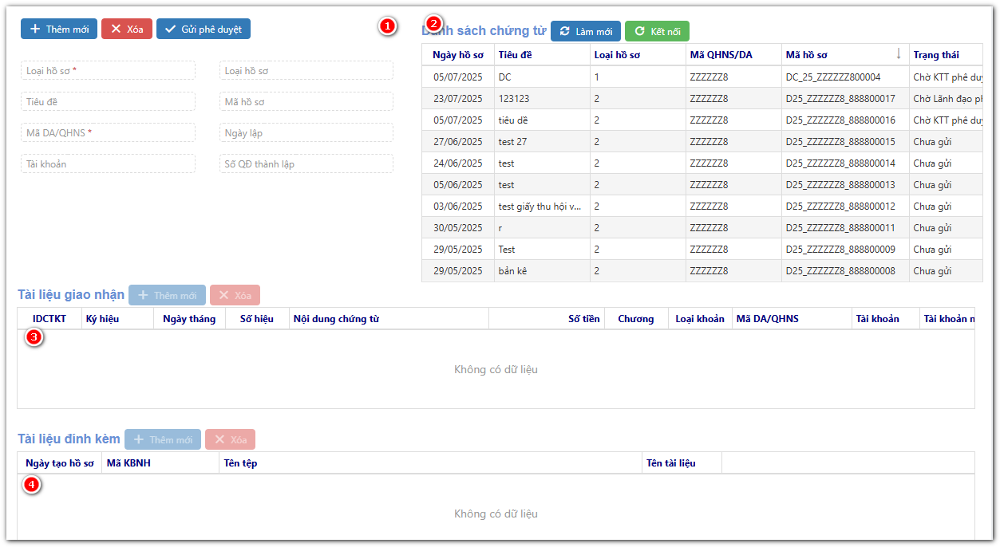 Thêm mới Xóa Gửi phê duyệt 1
Loại hồ sơ * Loại hồ sơ
Tiêu đề Mã hồ sơ
Mã DA/QHNS * Ngày lập
Tài khoản Số QĐ thành lập
2
Danh sách chứng từ Làm mới Kết nối
Ngày hồ sơ Tiêu đề Loại hồ sơ Mã QHNS/DA Mã hồ sơ ↓ Trạng thái
05/07/2025 DC 1 ZZZZZZ8 DC_25_ZZZZZZ800004 Chờ KTT phê duy
23/07/2025 123123 2 ZZZZZZ8 D25_ZZZZZZ8_888800017 Chờ Lãnh đạo ph
05/07/2025 tiêu dề 2 ZZZZZZ8 D25_ZZZZZZ8_888800016 Chờ KTT phê duy
27/06/2025 test 27 2 ZZZZZZ8 D25_ZZZZZZ8_888800015 Chưa gửi
24/06/2025 test 2 ZZZZZZ8 D25_ZZZZZZ8_888800014 Chưa gửi
05/06/2025 test 2 ZZZZZZ8 D25_ZZZZZZ8_888800013 Chưa gửi
03/06/2025 test giấy thu hội v... 2 ZZZZZZ8 D25_ZZZZZZ8_888800012 Chưa gửi
30/05/2025 r 2 ZZZZZZ8 D25_ZZZZZZ8_888800011 Chưa gửi
29/05/2025 Test 2 ZZZZZZ8 D25_ZZZZZZ8_888800009 Chưa gửi
29/05/2025 bản kê 2 ZZZZZZ8 D25_ZZZZZZ8_888800008 Chưa gửi
Tài liệu giao nhận Thêm mới Xóa
IDCTKT Ký hiệu Ngày tháng Số hiệu Nội dung chứng từ Số tiền Chương Loại khoản Mã DA/QHNS Tài khoản Tài khoản n
3
Không có dữ liệu
Tài liệu đính kèm Thêm mới Xóa
Ngày tạo hồ sơ Mã KBNH Tên tệp Tên tài liệu
4
Không có dữ liệu